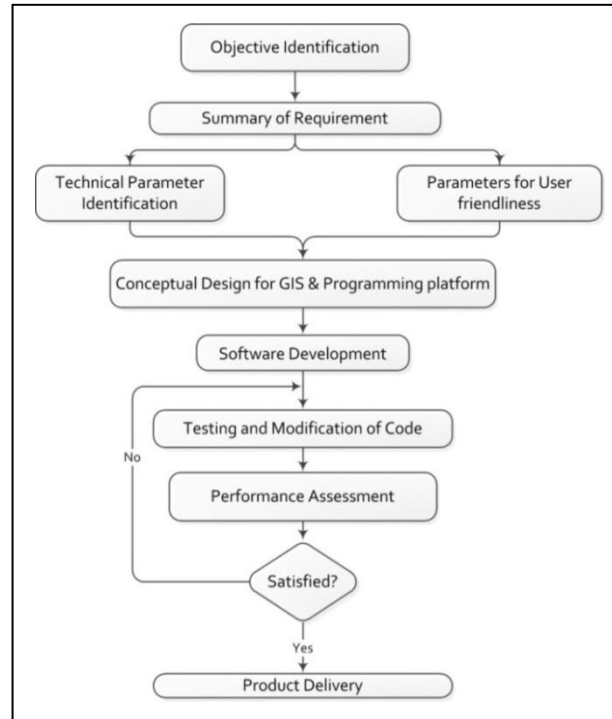 Objective Identification
Summary of Requirement
Technical Parameter
Identification
Parameters for User
friendliness
Conceptual Design for GIS & Programming platform
Software Development
Testing and Modification of Code
No
Performance Assessment
Satisfied?
Yes
Product Delivery